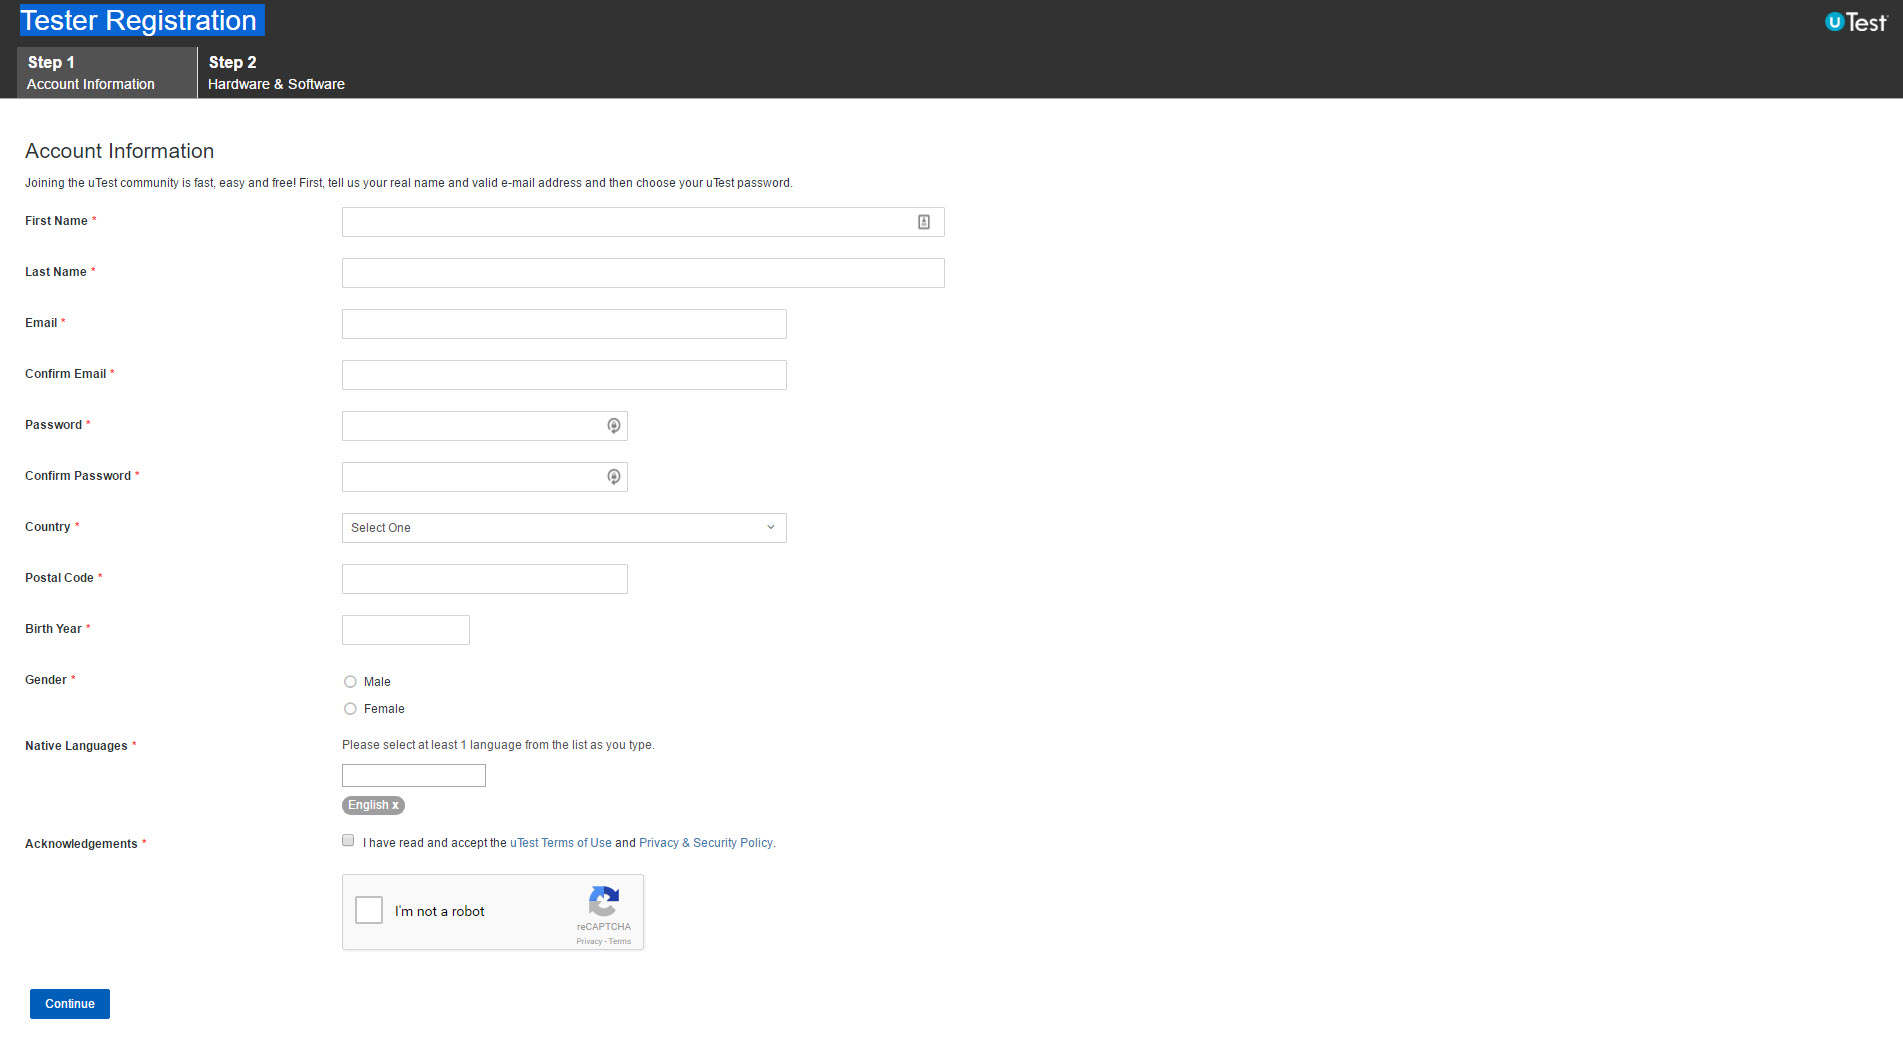 Tester Registration
uTest
Step 1
Account Information
Step 2
Hardware & Software
Account Information
Joining the uTest community is fast, easy and free! First, tell us your real name and valid e-mail address and then choose your uTest password.
First Name *
Last Name *
Email *
Confirm Email *
Password *
Confirm Password *
Country *
Select One
Postal Code *
Birth Year *
Gender *
Male
Female
Native Languages *
Please select at least 1 language from the list as you type.
English x
Acknowledgements *
I have read and accept the uTest Terms of Use and Privacy & Security Policy.
I'm not a robot
reCAPTCHA
Privacy - Terms
Continue